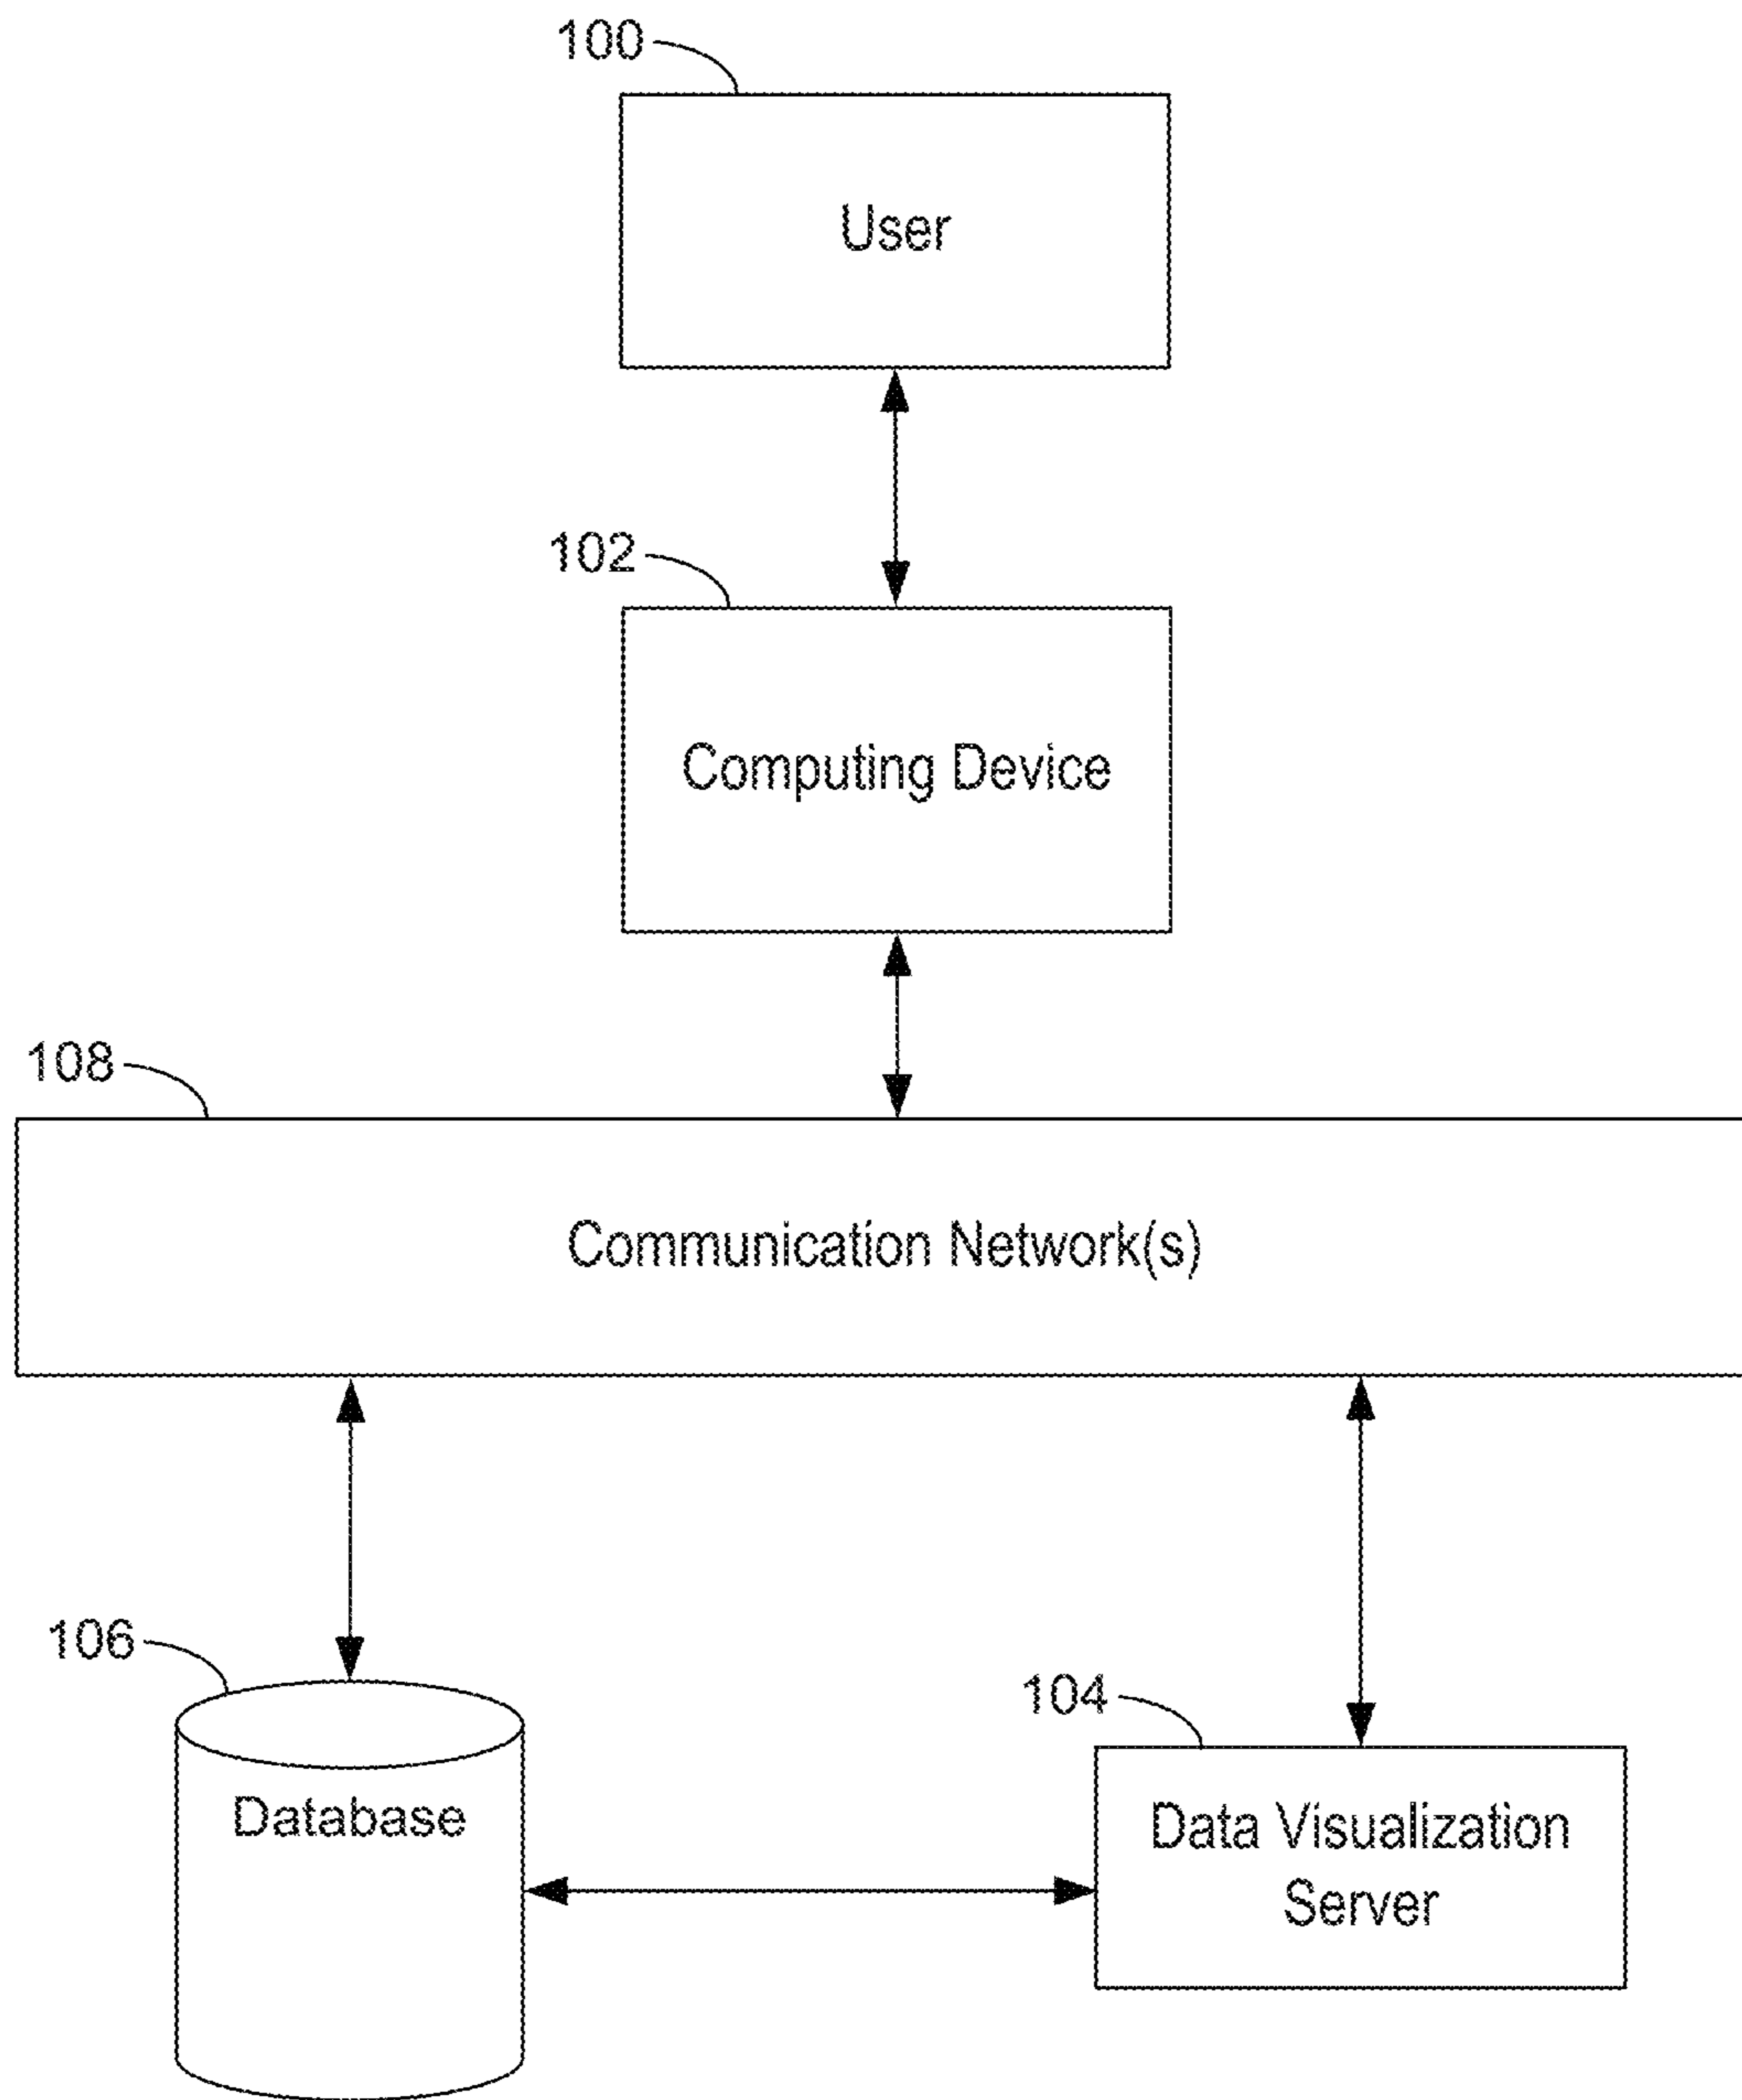 100
User
102
Computing Device
108
Communication Network(s)
106
Database
104
Data Visualization
Server